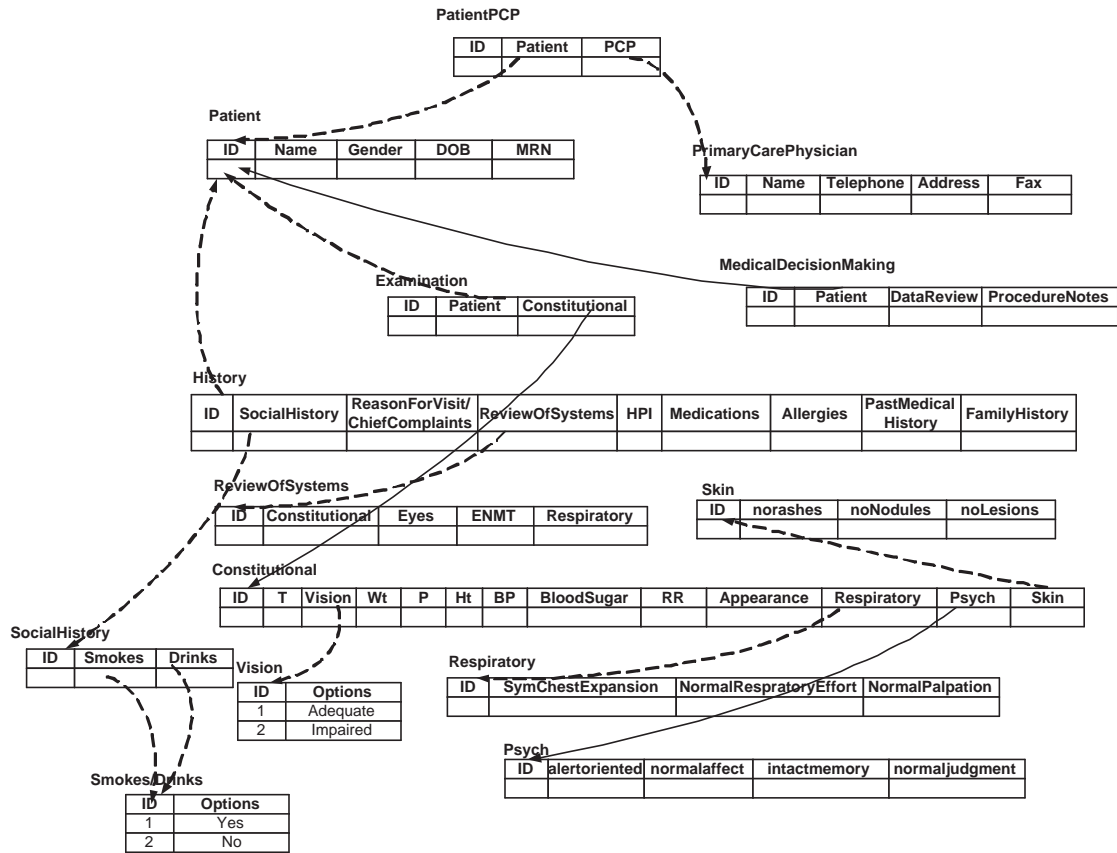 PatientPCP
ID Patient PCP
Patient
ID Name Gender DOB MRN
PrimaryCarePhysician
ID Name Telephone Address Fax
MedicalDecisionMaking
ID Patient DataReview ProcedureNotes
Examination
ID Patient Constitutional
History
ID SocialHistory ReasonForVisit/ ChiefComplaints ReviewOfSystems HPI Medications Allergies PastMedical History FamilyHistory
ReviewOfSystems
ID Constitutional Eyes ENMT Respiratory
Skin
ID norashes noNodules noLesions
Constitutional
ID T Vision Wt P Ht BP BloodSugar RR Appearance Respiratory Psych Skin
SocialHistory
ID Smokes Drinks
Vision
ID Options
1 Adequate
2 Impaired
Respiratory
ID SymChestExpansion NormalRespratoryEffort NormalPalpation
Psych
ID alertoriented normalaffect intactmemory normaljudgment
Smokes/Drinks
ID Options
1 Yes
2 No